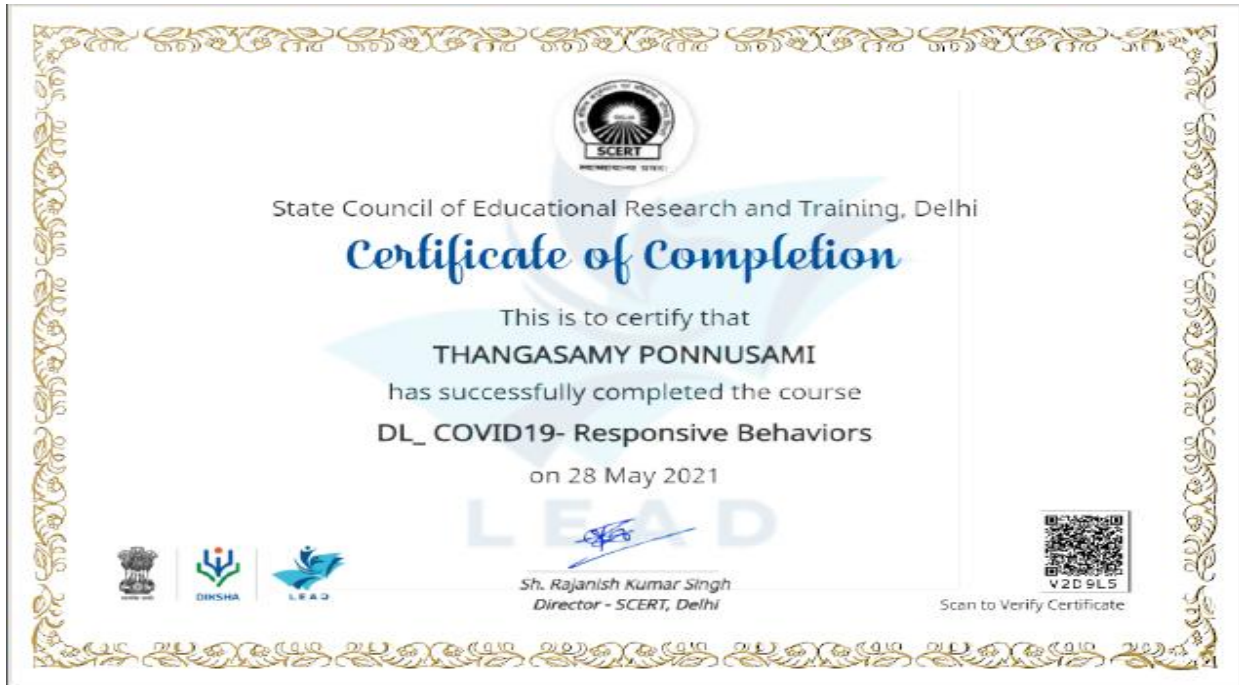 SCERT
State Council of Educational Research and Training, Delhi
Certificate of Completion
This is to certify that
THANGASAMY PONNUSAMI
has successfully completed the course
DL_ COVID19- Responsive Behaviors
on 28 May 2021
LEAD
Sh. Rajanish Kumar Singh
Director - SCERT, Delhi
DIKSHA
LEAD
V2D9L5
Scan to Verify Certificate